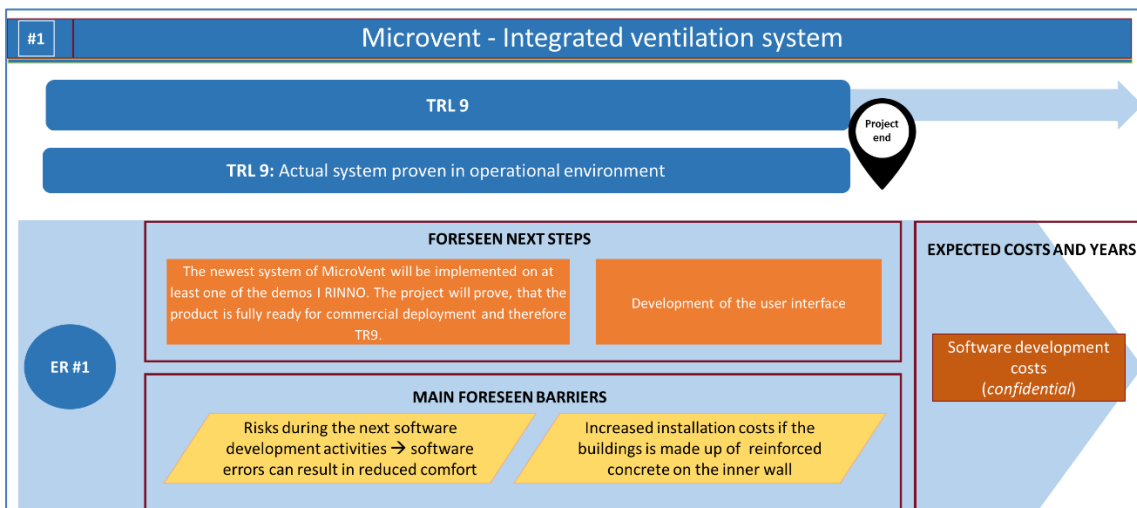 #1
Microvent - Integrated ventilation system
TRL 9
Project
end
TRL 9: Actual system proven in operational environment
FORESEEN NEXT STEPS
The newest system of MicroVent will be implemented on at
least one of the demos I RINNO. The project will prove, that the
product is fully ready for commercial deployment and therefore
TR9.
Development of the user interface
EXPECTED COSTS AND YEARS
ER #1
Software development
costs
(confidential)
MAIN FORESEEN BARRIERS
Risks during the next software
development activities → software
errors can result in reduced comfort
Increased installation costs if the
buildings is made up of reinforced
concrete on the inner wall